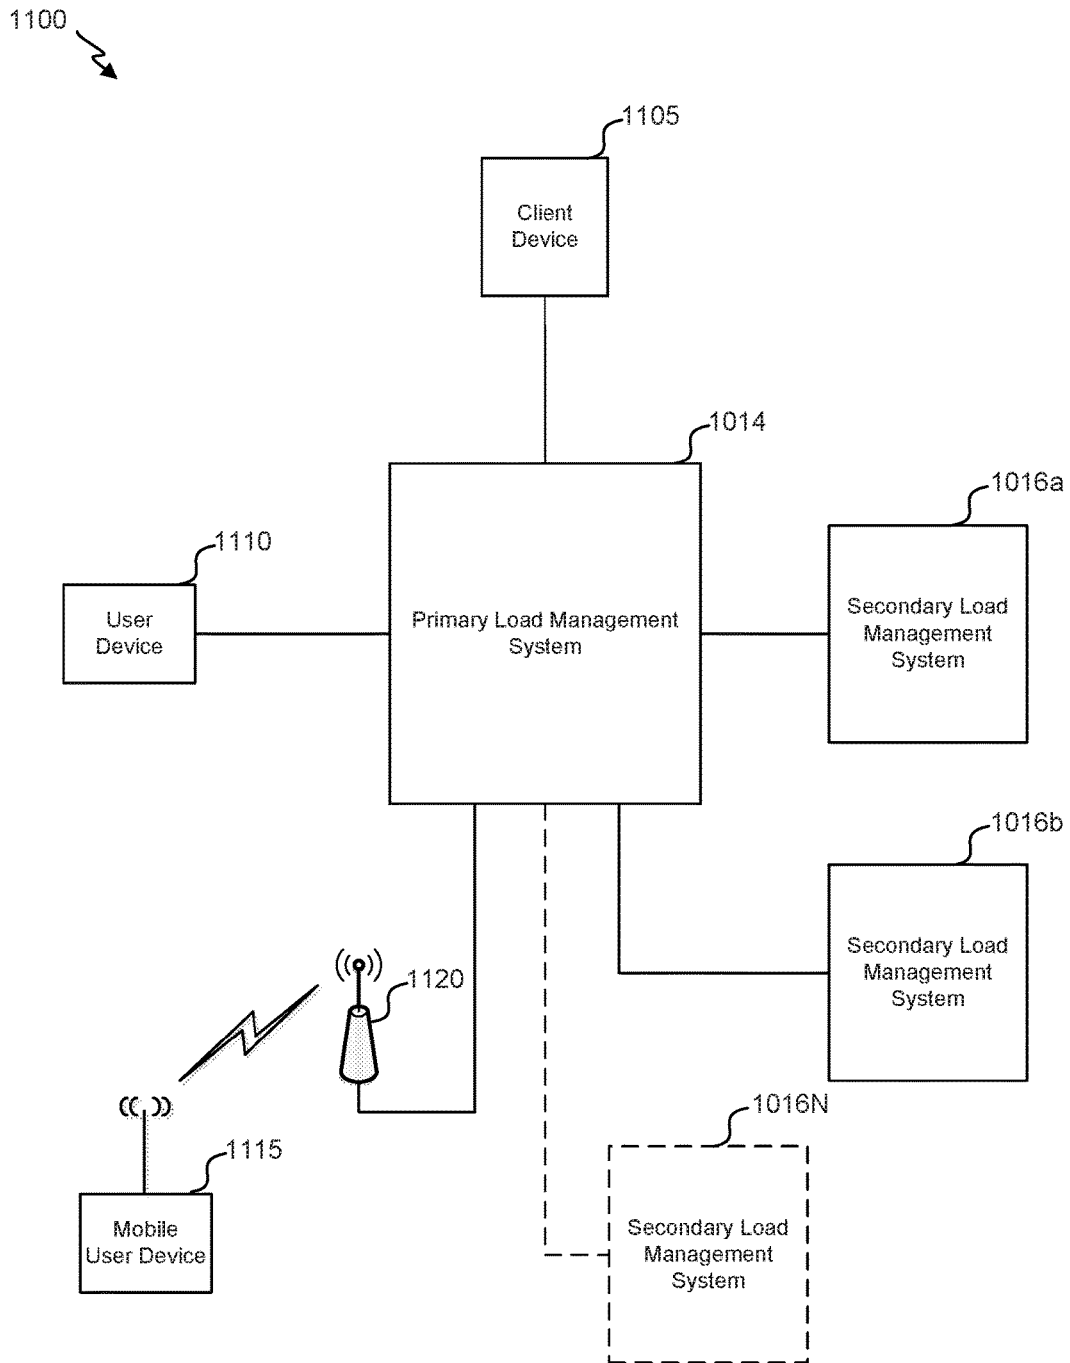 1100
1105
Client
Device
1014
1016a
1110
User
Device
Primary Load Management
System
Secondary Load
Management
System
1016b
Secondary Load
Management
System
1120
1016N
Secondary Load
Management
System
1115
Mobile
User Device